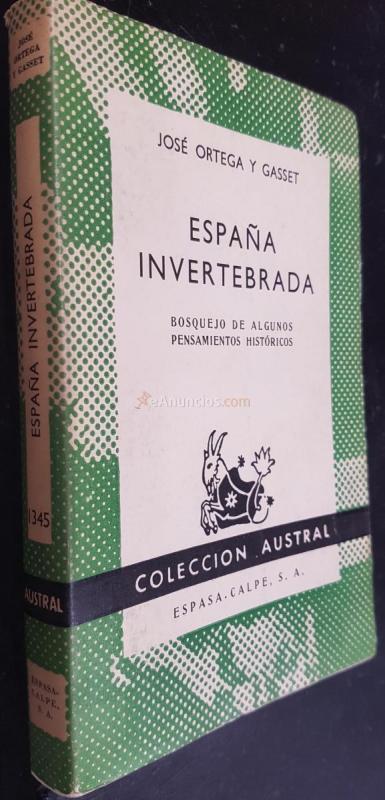 JOSÉ
ORTEGA
Y GASSET
ESPAÑA INVERTEBRADA
1345
AUSTRAL
ESPASA-
CALPE,
S. A.
JOSÉ ORTEGA Y GASSET
ESPAÑA
INVERTEBRADA
BOSQUEJO DE ALGUNOS
PENSAMIENTOS HISTÓRICOS
eAnuncios.com
COLECCION AUSTRAL
ESPASA-CALPE, S. A.